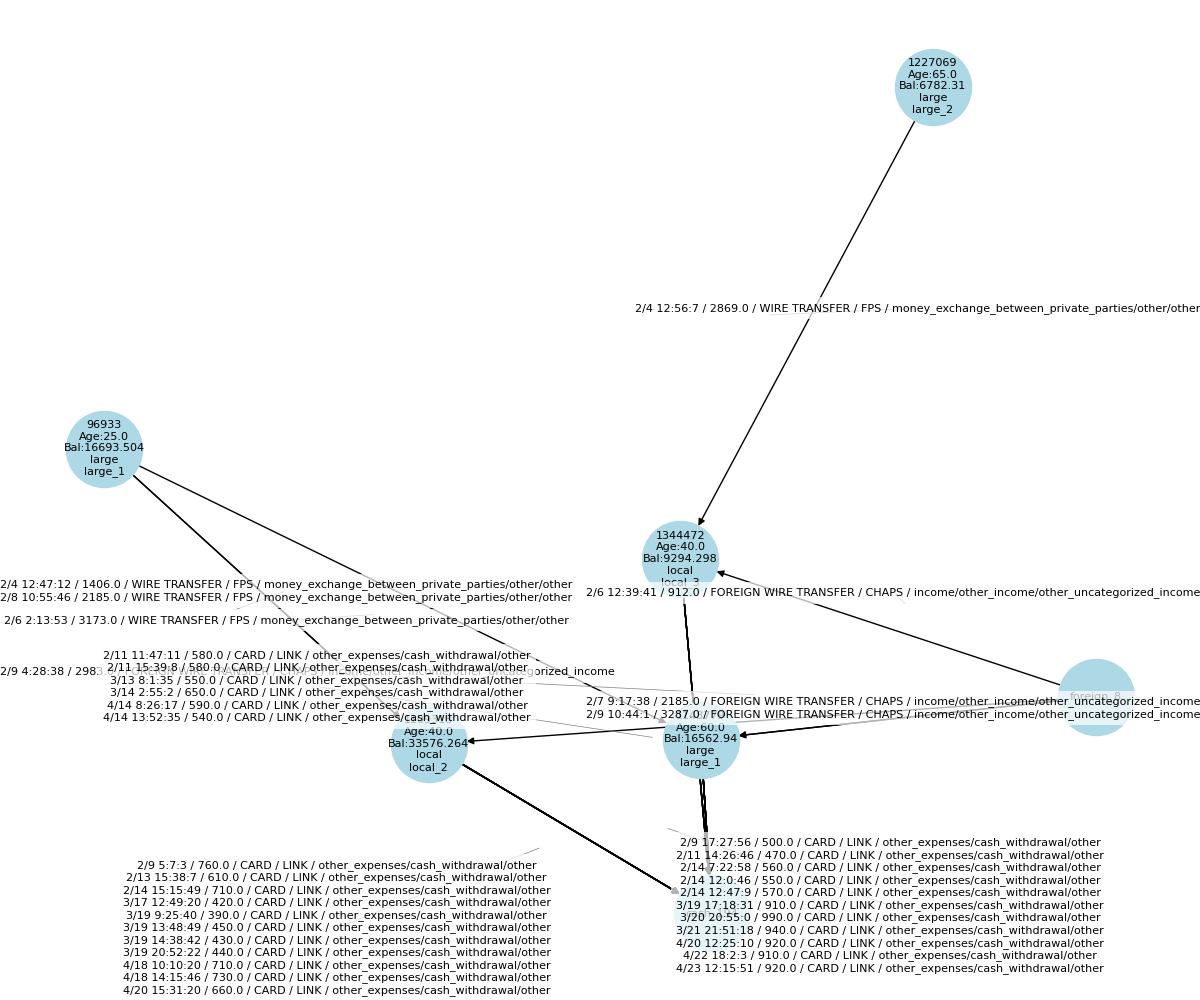 1227069
Age:65.0
Bal:6782.31
large
large_2
2/4 12:56:7 / 2869.0 / WIRE TRANSFER / FPS / money_exchange_between_private_parties/other/other
96933
Age:25.0
Bal:16693.504
large
large_1
1344472
Age:40.0
Bal:9294.298
local
local_3
2/4 12:47:12 / 1406.0 / WIRE TRANSFER / FPS / money_exchange_between_private_parties/other/other
2/8 10:55:46 / 2185.0 / WIRE TRANSFER / FPS / money_exchange_between_private_parties/other/other
2/6 12:39:41 / 912.0 / FOREIGN WIRE TRANSFER / CHAPS / income/other_income/other_uncategorized_income
2/6 2:13:53 / 3173.0 / WIRE TRANSFER / FPS / money_exchange_between_private_parties/other/other
2/11 11:47:11 / 580.0 / CARD / LINK / other_expenses/cash_withdrawal/other
2/11 15:39:8 / 580.0 / CARD / LINK / other_expenses/cash_withdrawal/other
2/9 4:28:38 / 2983.0 / FOREIGN WIRE TRANSFER / CHAPS / income/other_income/other_uncategorized_income
3/13 8:1:35 / 550.0 / CARD / LINK / other_expenses/cash_withdrawal/other
3/14 2:55:2 / 650.0 / CARD / LINK / other_expenses/cash_withdrawal/other
4/14 8:26:17 / 590.0 / CARD / LINK / other_expenses/cash_withdrawal/other
4/14 13:52:35 / 540.0 / CARD / LINK / other_expenses/cash_withdrawal/other
foreign_8
2/7 9:17:38 / 2185.0 / FOREIGN WIRE TRANSFER / CHAPS / income/other_income/other_uncategorized_income
2/9 10:44:1 / 3287.0 / FOREIGN WIRE TRANSFER / CHAPS / income/other_income/other_uncategorized_income
Age:40.0
Bal:33576.264
local
local_2
Age:60.0
Bal:16562.94
large
large_1
2/9 5:7:3 / 760.0 / CARD / LINK / other_expenses/cash_withdrawal/other
2/13 15:38:7 / 610.0 / CARD / LINK / other_expenses/cash_withdrawal/other
2/14 15:15:49 / 710.0 / CARD / LINK / other_expenses/cash_withdrawal/other
3/17 12:49:20 / 420.0 / CARD / LINK / other_expenses/cash_withdrawal/other
3/19 9:25:40 / 390.0 / CARD / LINK / other_expenses/cash_withdrawal/other
3/19 13:48:49 / 450.0 / CARD / LINK / other_expenses/cash_withdrawal/other
3/19 14:38:42 / 430.0 / CARD / LINK / other_expenses/cash_withdrawal/other
3/19 20:52:22 / 440.0 / CARD / LINK / other_expenses/cash_withdrawal/other
4/18 10:10:20 / 710.0 / CARD / LINK / other_expenses/cash_withdrawal/other
4/18 14:15:46 / 730.0 / CARD / LINK / other_expenses/cash_withdrawal/other
4/20 15:31:20 / 660.0 / CARD / LINK / other_expenses/cash_withdrawal/other
2/9 17:27:56 / 500.0 / CARD / LINK / other_expenses/cash_withdrawal/other
2/11 14:26:46 / 470.0 / CARD / LINK / other_expenses/cash_withdrawal/other
2/14 7:22:58 / 560.0 / CARD / LINK / other_expenses/cash_withdrawal/other
2/14 12:0:46 / 550.0 / CARD / LINK / other_expenses/cash_withdrawal/other
2/14 12:47:9 / 570.0 / CARD / LINK / other_expenses/cash_withdrawal/other
3/19 17:18:31 / 910.0 / CARD / LINK / other_expenses/cash_withdrawal/other
3/20 20:55:0 / 990.0 / CARD / LINK / other_expenses/cash_withdrawal/other
3/21 21:51:18 / 940.0 / CARD / LINK / other_expenses/cash_withdrawal/other
4/20 12:25:10 / 920.0 / CARD / LINK / other_expenses/cash_withdrawal/other
4/22 18:2:3 / 910.0 / CARD / LINK / other_expenses/cash_withdrawal/other
4/23 12:15:51 / 920.0 / CARD / LINK / other_expenses/cash_withdrawal/other